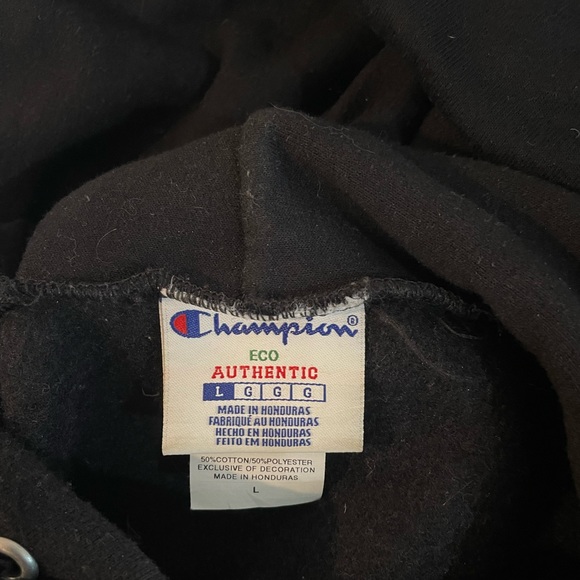 Champion®
ECO
AUTHENTIC
L G G G
MADE IN HONDURAS
FABRIQUÉ AU HONDURAS
HECHO EN HONDURAS
FEITO EM HONDURAS
50%COTTON/50%POLYESTER
EXCLUSIVE OF DECORATION
MADE IN HONDURAS
L